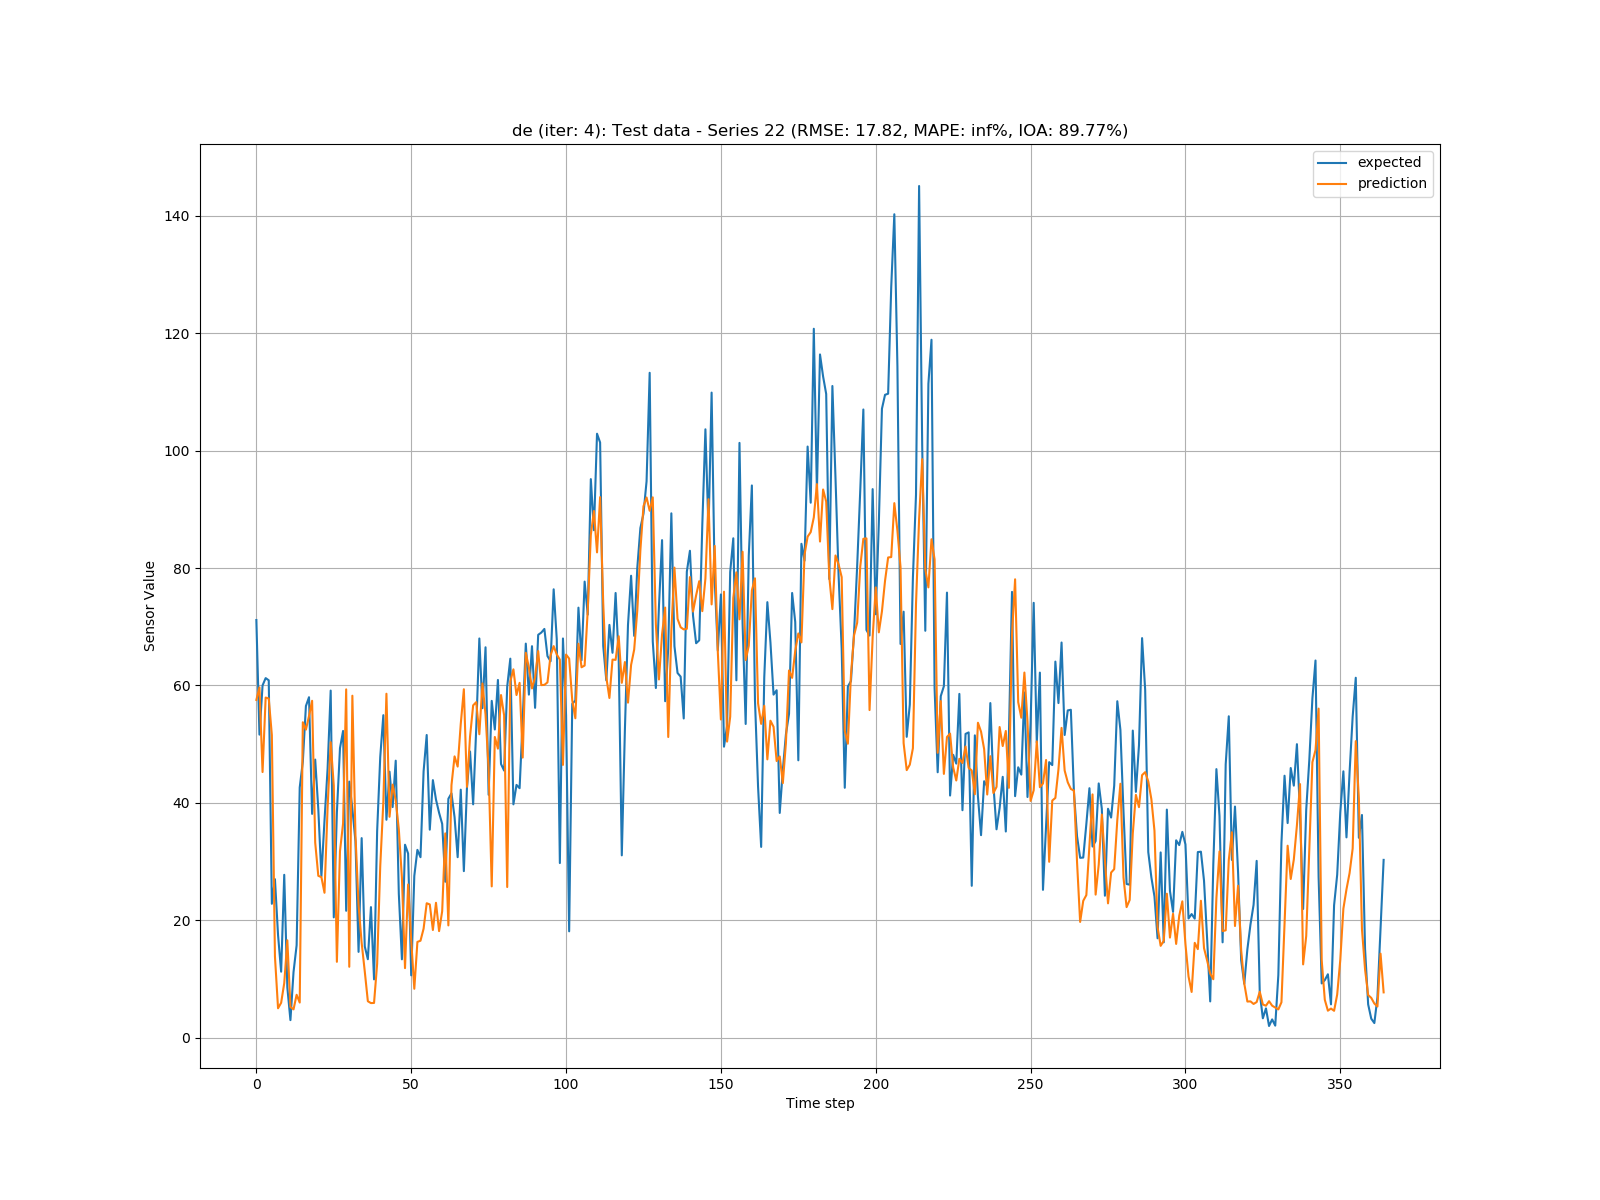 de (iter: 4): Test data - Series 22 (RMSE: 17.82, MAPE: inf%, IOA: 89.77%)
expected
prediction
140
120
100
80
60
40
20
0
Sensor Value
0 50 100 150 200 250 300 350
Time step